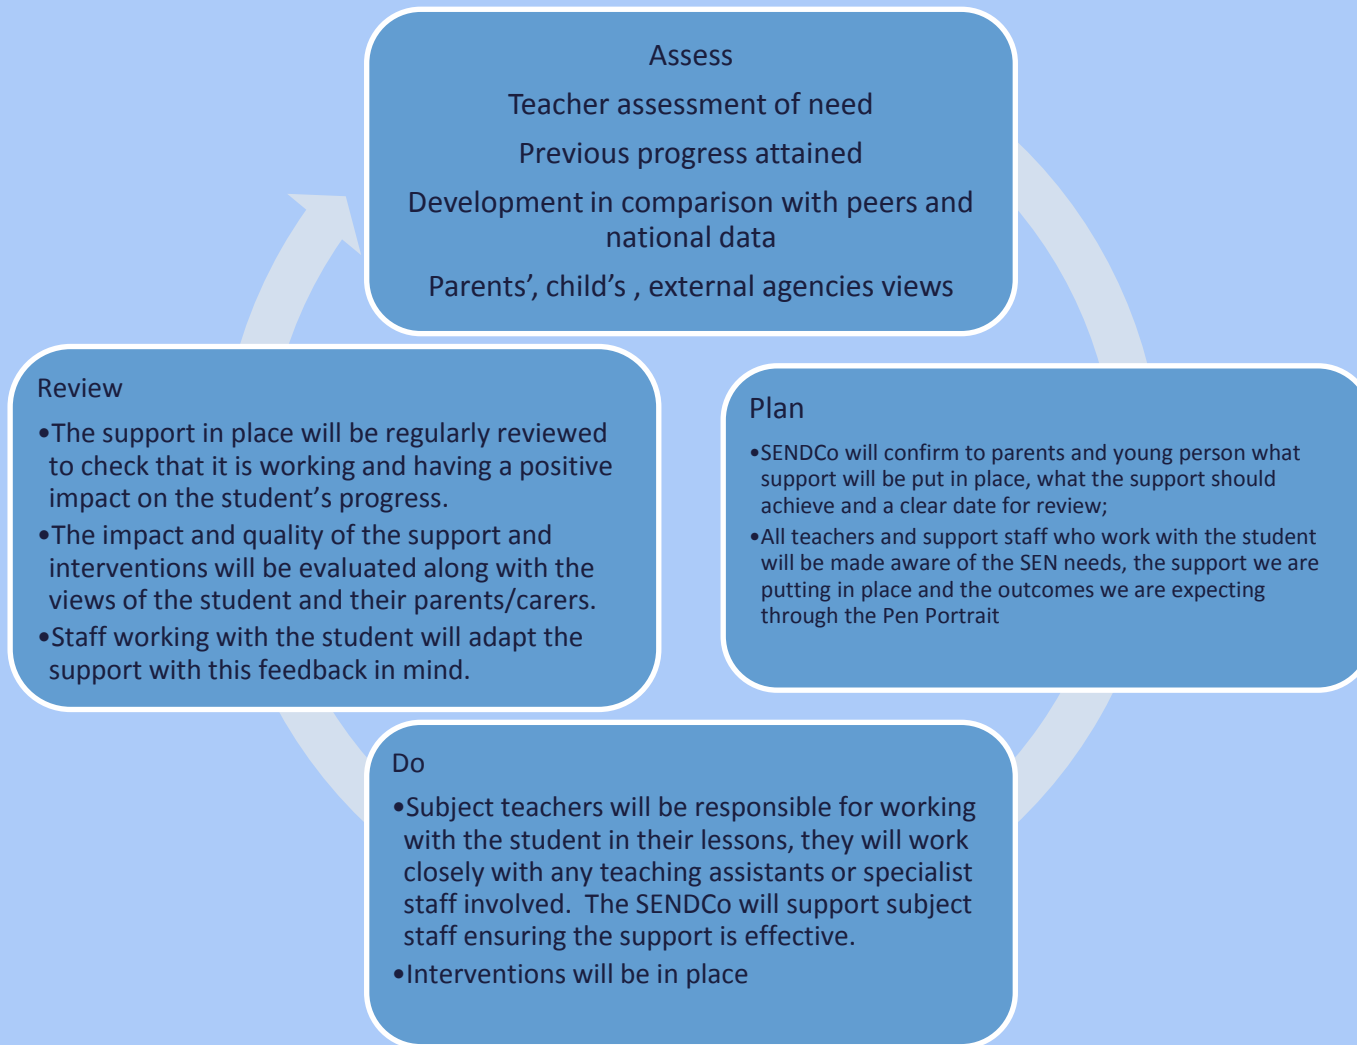 Assess
Teacher assessment of need
Previous progress attained
Development in comparison with peers and
national data
Parents’, child’s , external agencies views
Plan
•SENDCo will confirm to parents and young person what
support will be put in place, what the support should
achieve and a clear date for review;
•All teachers and support staff who work with the student
will be made aware of the SEN needs, the support we are
putting in place and the outcomes we are expecting
through the Pen Portrait
Do
•Subject teachers will be responsible for working
with the student in their lessons, they will work
closely with any teaching assistants or specialist
staff involved.  The SENDCo will support subject
staff ensuring the support is effective.
•Interventions will be in place
Review
•The support in place will be regularly reviewed
to check that it is working and having a positive
impact on the student’s progress.
•The impact and quality of the support and
interventions will be evaluated along with the
views of the student and their parents/carers.
•Staff working with the student will adapt the
support with this feedback in mind.